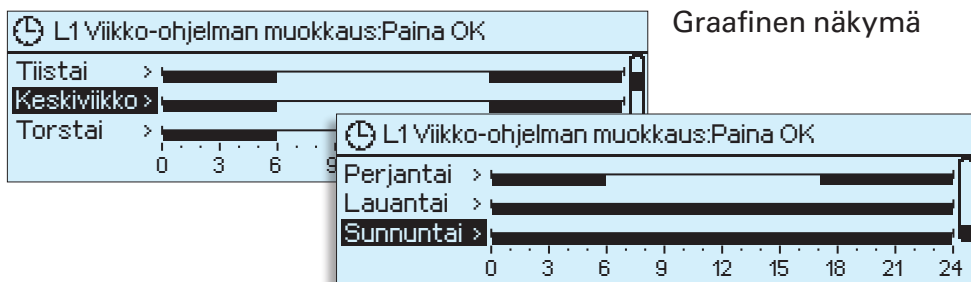 Graafinen näkymä
L1 Viikko-ohjelman muokkaus:Paina OK
Tiistai >
Keskiviikko >
Torstai >
0 3 6 9
L1 Viikko-ohjelman muokkaus:Paina OK
Perjantai >
Lauantai >
Sunnuntai >
0 3 6 9 12 15 18 21 24